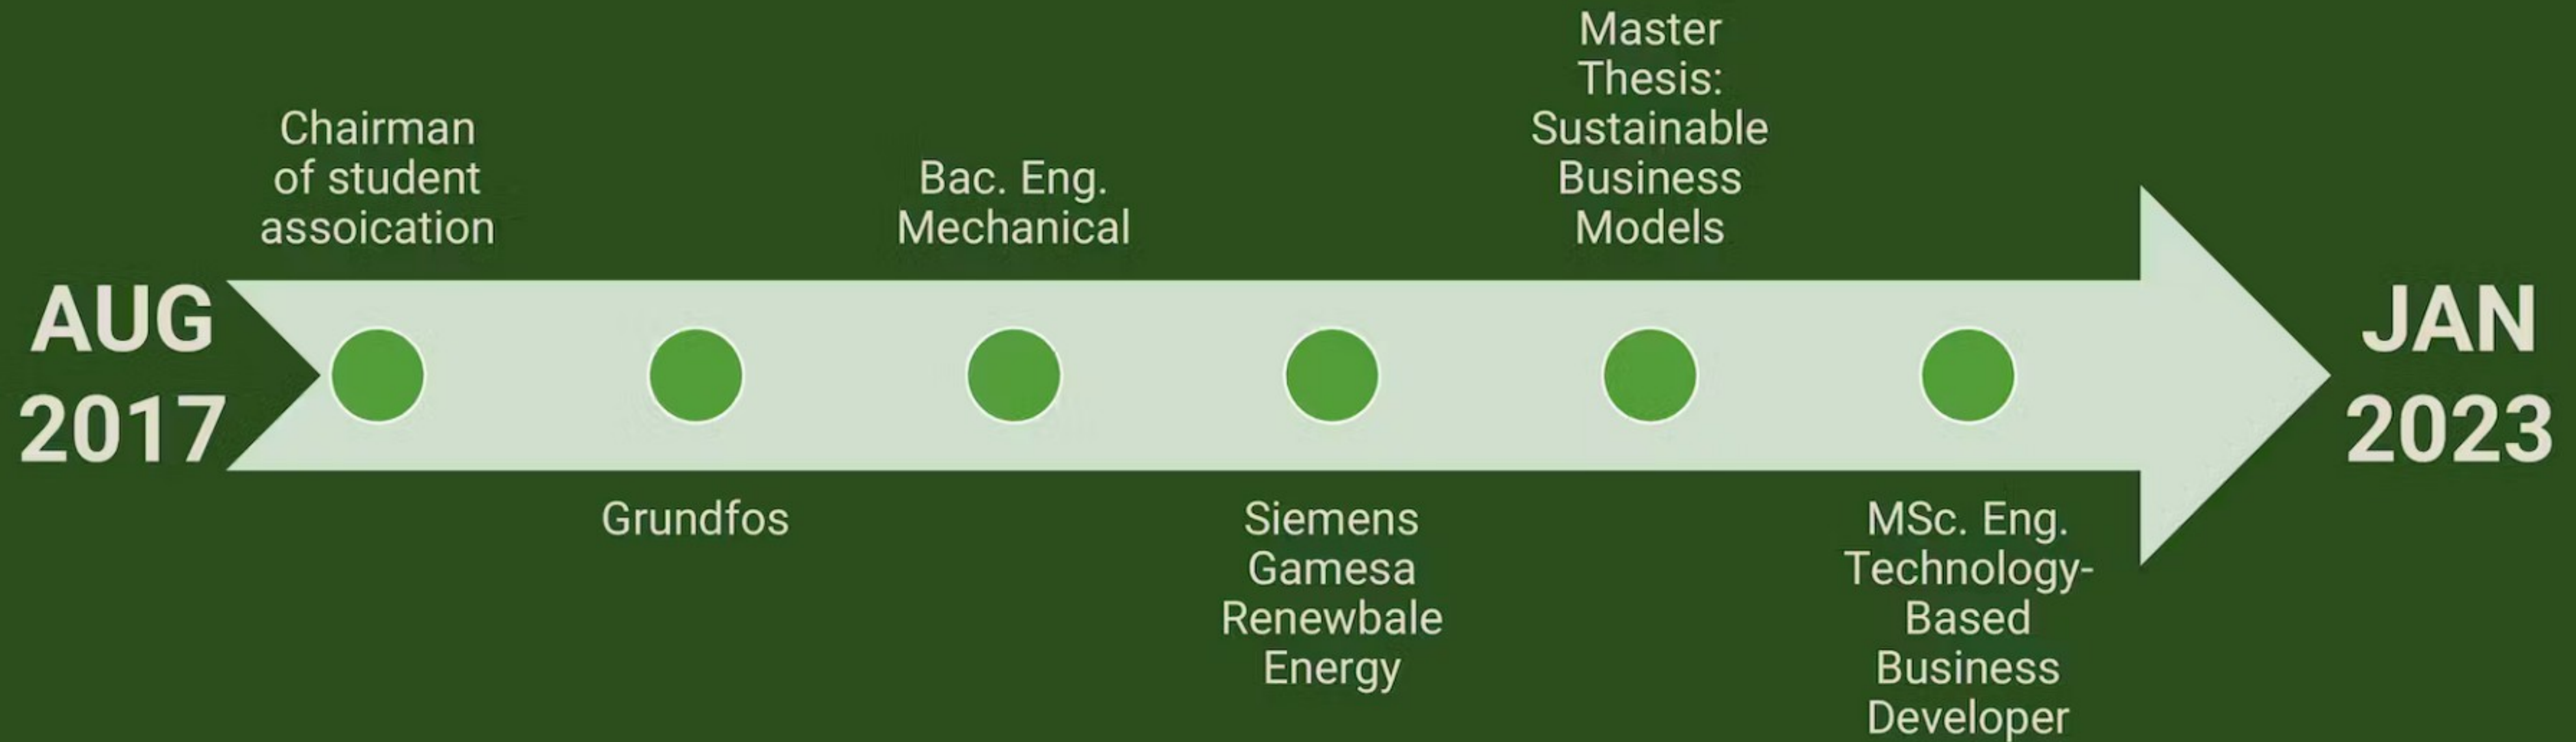 AUG
2017
Chairman
of student
assoication
Grundfos
Bac. Eng.
Mechanical
Siemens
Gamesa
Renewbale
Energy
Master
Thesis:
Sustainable
Business
Models
MSc. Eng.
Technology-
Based
Business
Developer
JAN
2023